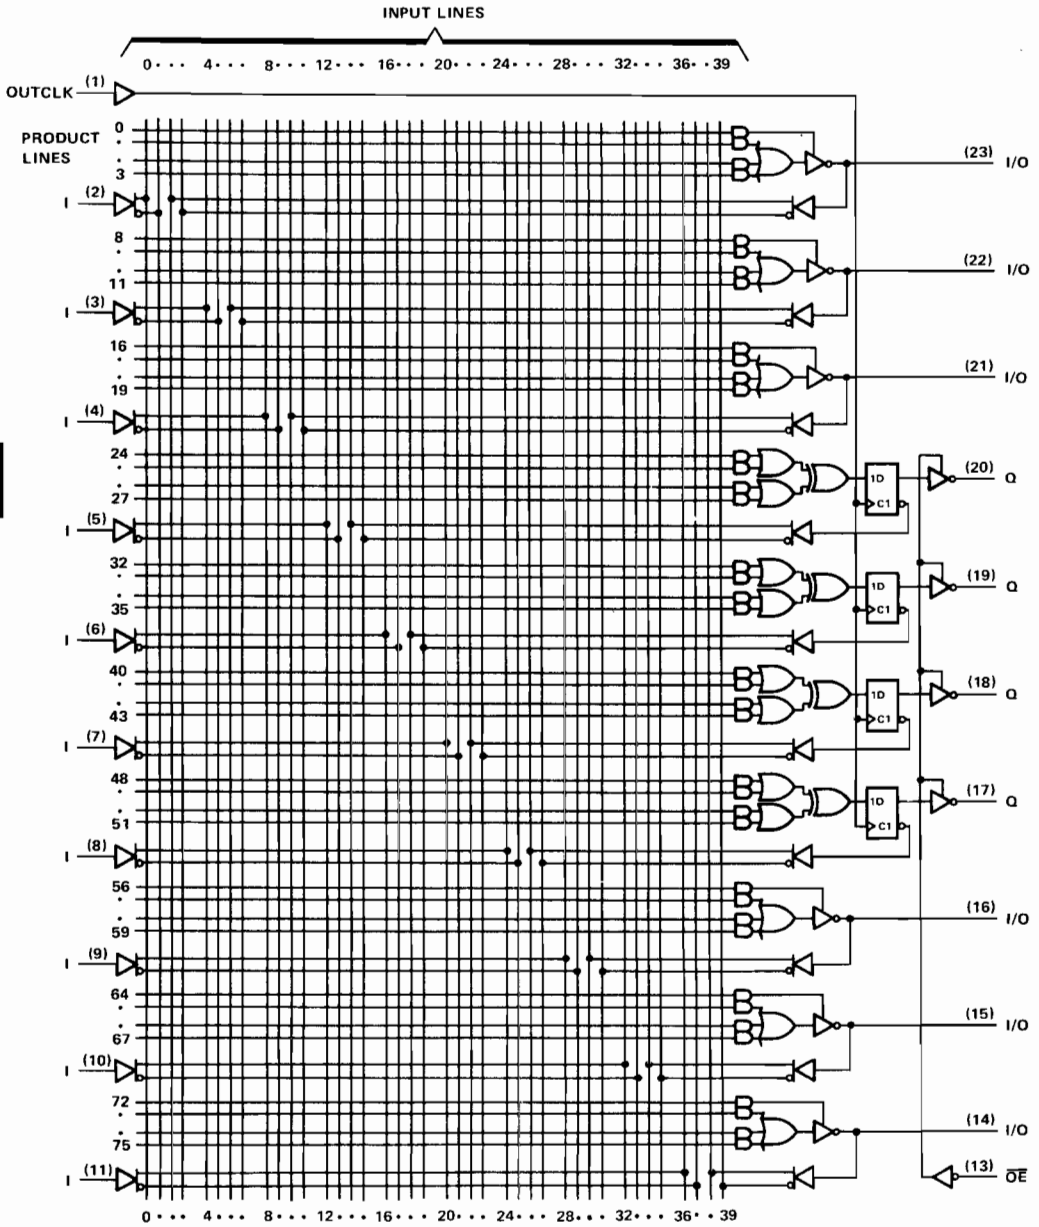 INPUT LINES
0 • • • 4 • • • 8 • • • 12 • • • 16 • • • 20 • • • 24 • • • 28 • • • 32 • • • 36 • • 39
OUTCLK (1)
PRODUCT LINES
0
•
•
3
(23) I/O
I (2)
8
•
•
11
(22) I/O
I (3)
16
•
•
19
(21) I/O
I (4)
24
•
•
27
1D
C1
(20) Q
I (5)
32
•
•
35
1D
C1
(19) Q
I (6)
40
•
•
43
1D
C1
(18) Q
I (7)
48
•
•
51
1D
C1
(17) Q
I (8)
56
•
•
59
(16) I/O
I (9)
64
•
•
67
(15) I/O
I (10)
72
•
•
75
(14) I/O
I (11)
(13) O̅E̅
0 • • • 4 • • • 8 • • • 12 • • • 16 • • • 20 • • • 24 • • • 28 • • • 32 • • • 36 • • 39